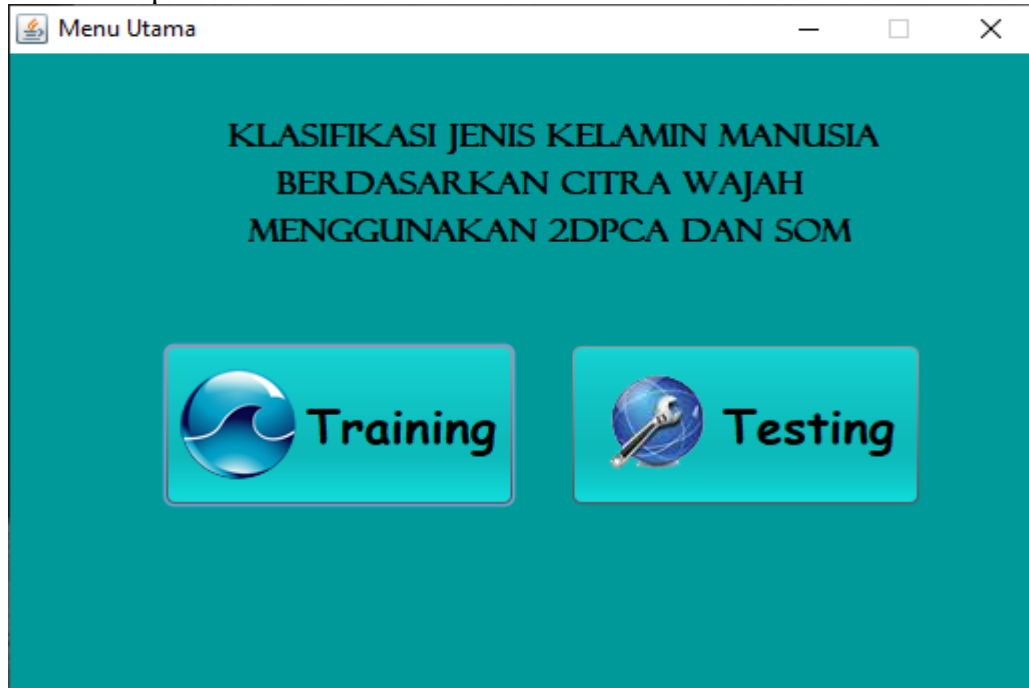 Menu Utama
KLASIFIKASI JENIS KELAMIN MANUSIA
BERDASARKAN CITRA WAJAH
MENGGUNAKAN 2DPCA DAN SOM
Training
Testing